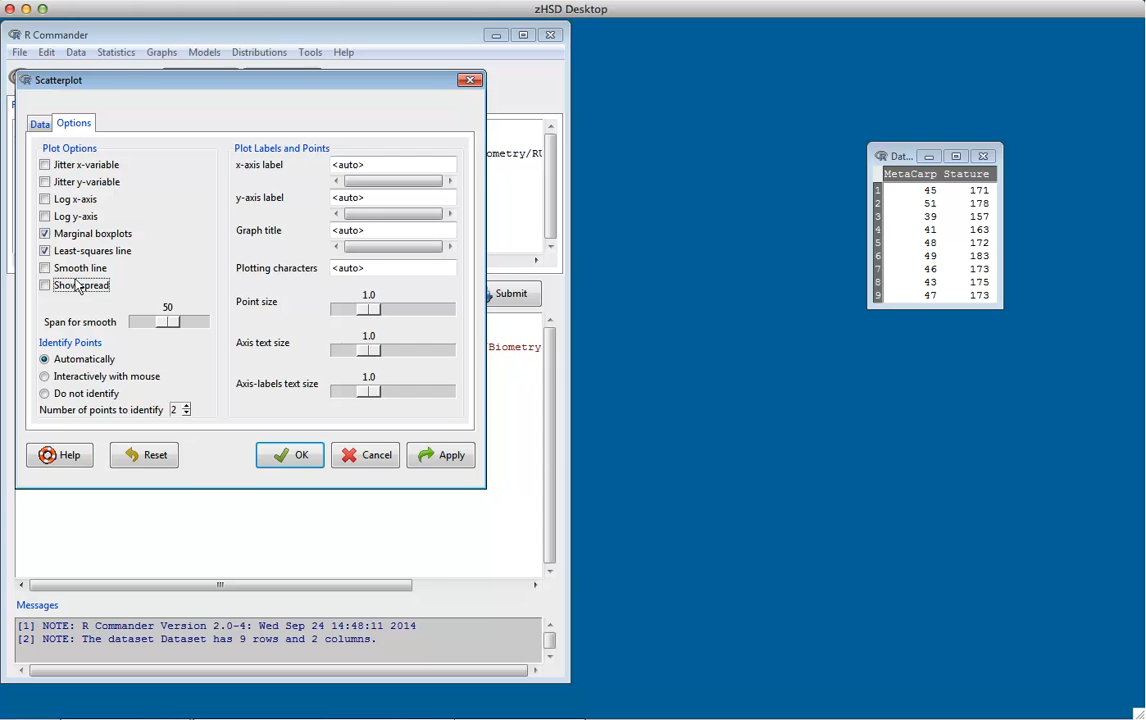 zHSD Desktop
R Commander
File Edit Data Statistics Graphs Models Distributions Tools Help
Scatterplot
Data Options
Plot Options
Jitter x-variable
Jitter y-variable
Log x-axis
Log y-axis
Marginal boxplots
Least-squares line
Smooth line
Show spread
50
Span for smooth
Identify Points
Automatically
Interactively with mouse
Do not identify
Number of points to identify 2
Plot Labels and Points
x-axis label <auto>
y-axis label <auto>
Graph title <auto>
Plotting characters <auto>
1.0
Point size
1.0
Axis text size
1.0
Axis-labels text size
Help Reset OK Cancel Apply
ometry/RU
Submit
/Biometry
Messages
[1] NOTE: R Commander Version 2.0-4: Wed Sep 24 14:48:11 2014
[2] NOTE: The dataset Dataset has 9 rows and 2 columns.
Dat...
MetaCarp Stature
1 45 171
2 51 178
3 39 157
4 41 163
5 48 172
6 49 183
7 46 173
8 43 175
9 47 173